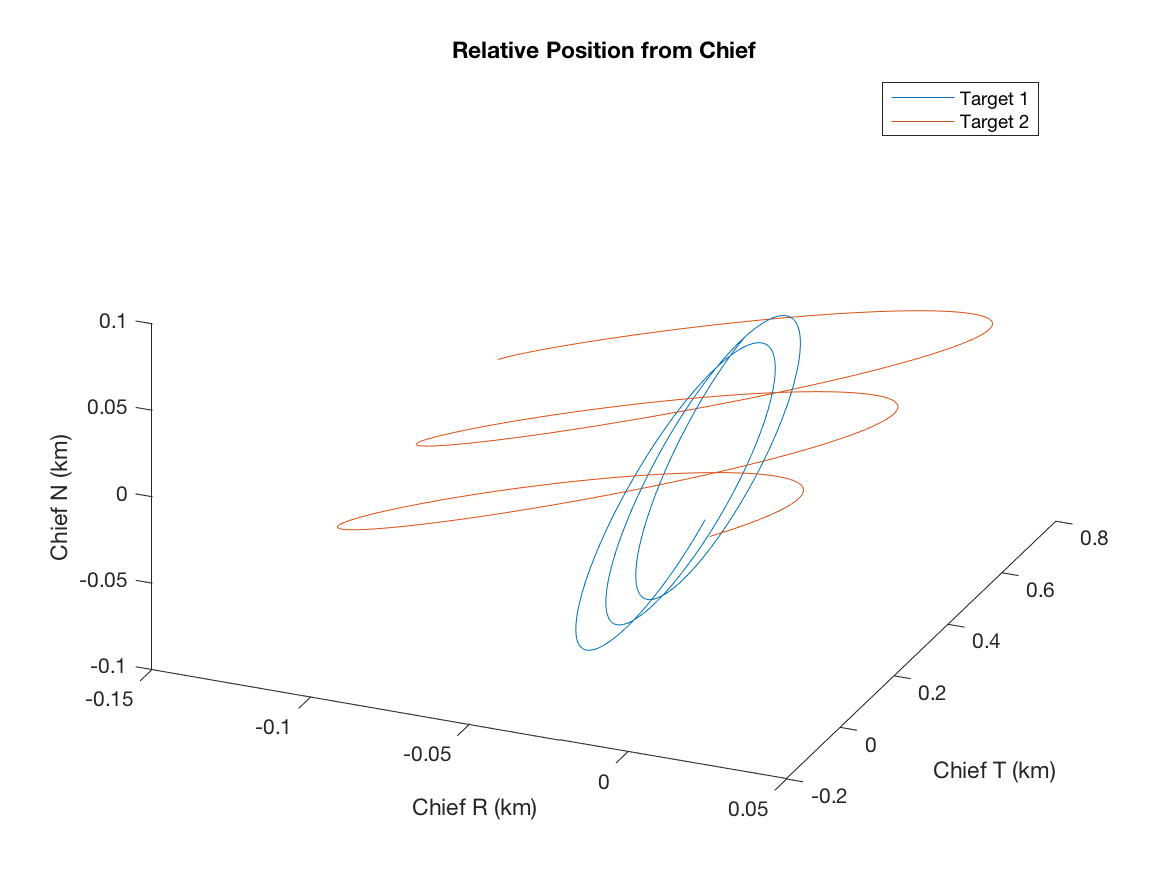 Relative Position from Chief
Target 1
Target 2
0.1
0.05
0
-0.05
-0.1
Chief N (km)
-0.15
-0.1
-0.05
0
0.05
Chief R (km)
-0.2
0
0.2
0.4
0.6
0.8
Chief T (km)